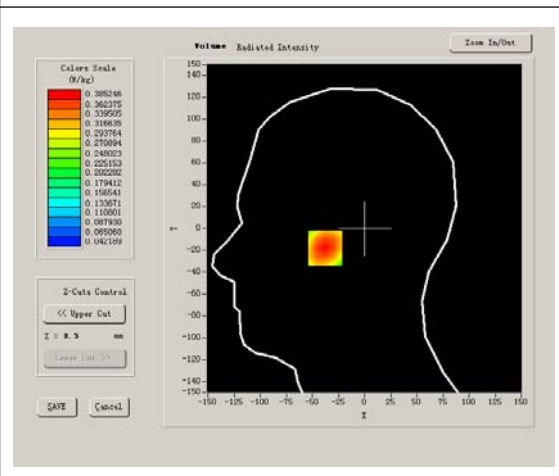 Volume Radiated Intensity
Zoom In/Out
Colors Scale
(W/kg)
0.385246
0.362375
0.339505
0.316635
0.293764
0.270894
0.248023
0.225153
0.202282
0.179412
0.156541
0.133671
0.110801
0.087930
0.065060
0.042189
Z-Cuts Control
<< Upper Cut
mm
Lower Cut >>
SAVE
Cancel
150
140
120
100
80
60
40
20
0
-20
-40
-60
-80
-100
-120
-140
-150
-150 -125 -100 -75 -50 -25 0 25 50 75 100 125 150
X